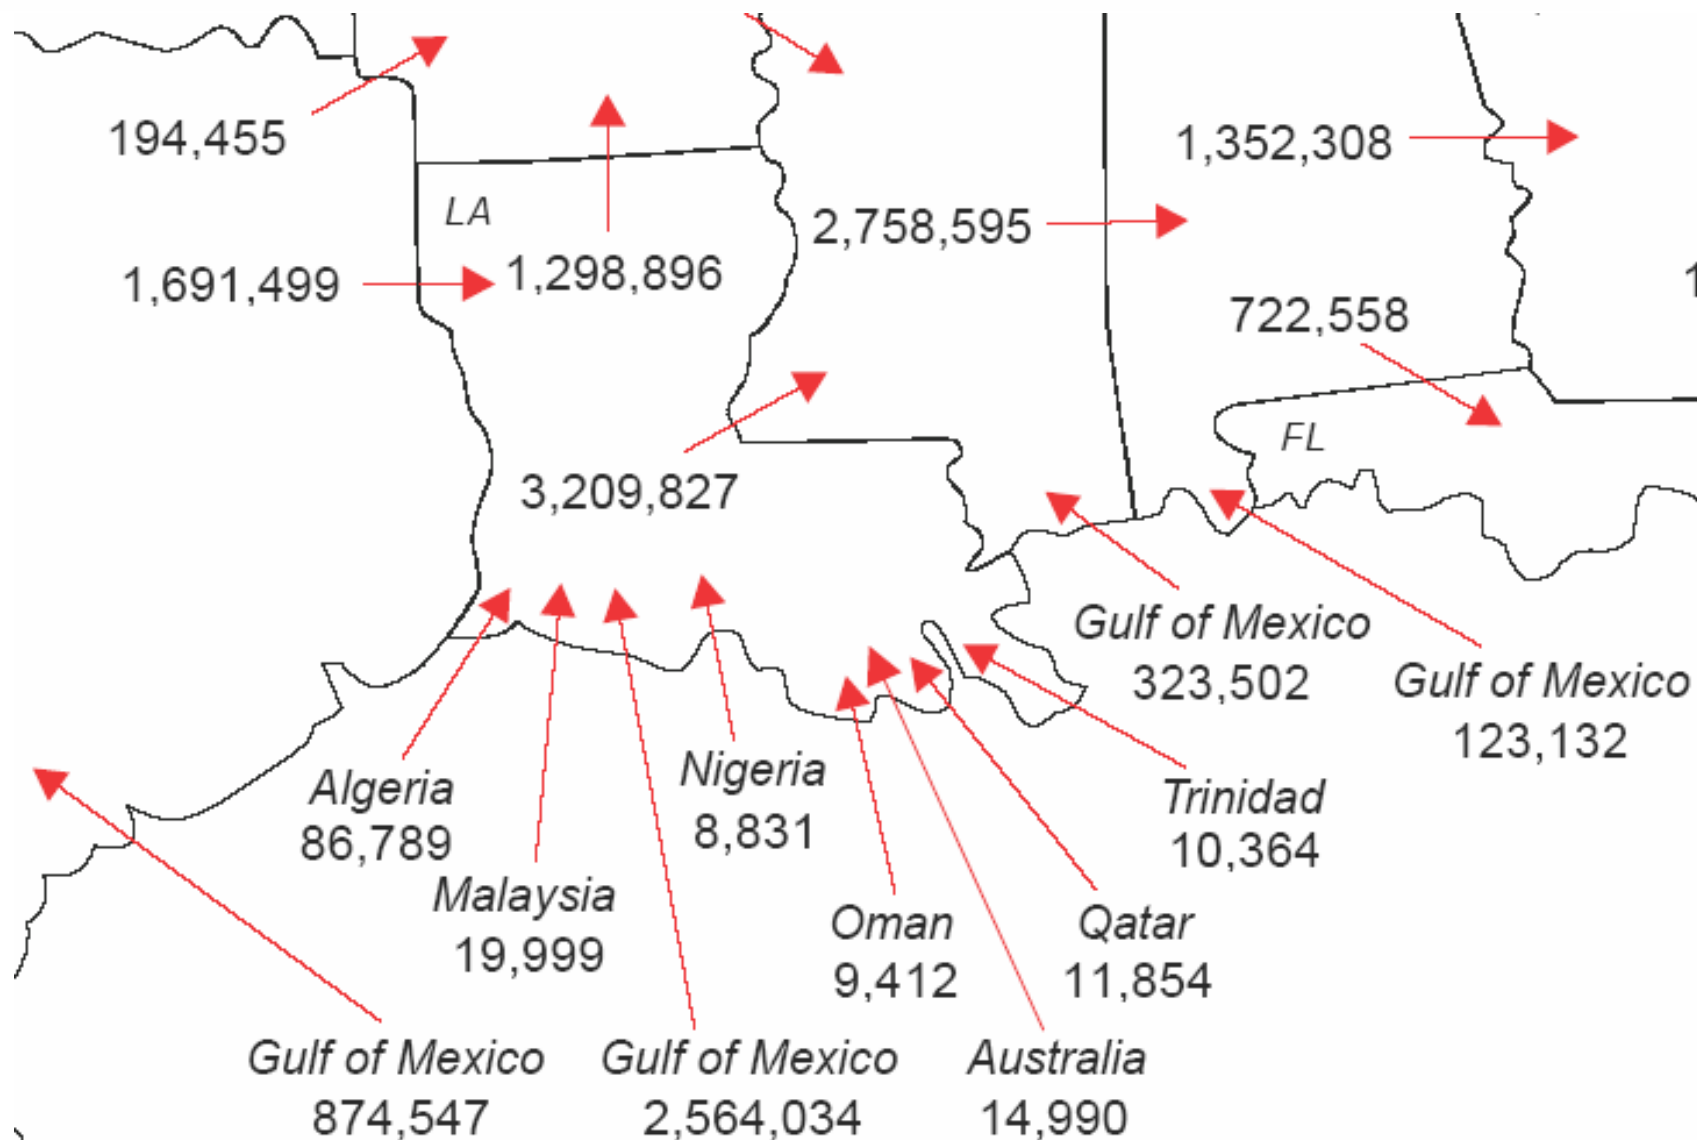 194,455
1,352,308
LA
2,758,595
1,691,499
1,298,896
722,558
FL
3,209,827
Gulf of Mexico
323,502
Gulf of Mexico
123,132
Algeria
86,789
Nigeria
8,831
Trinidad
10,364
Malaysia
19,999
Oman
9,412
Qatar
11,854
Gulf of Mexico
874,547
Gulf of Mexico
2,564,034
Australia
14,990